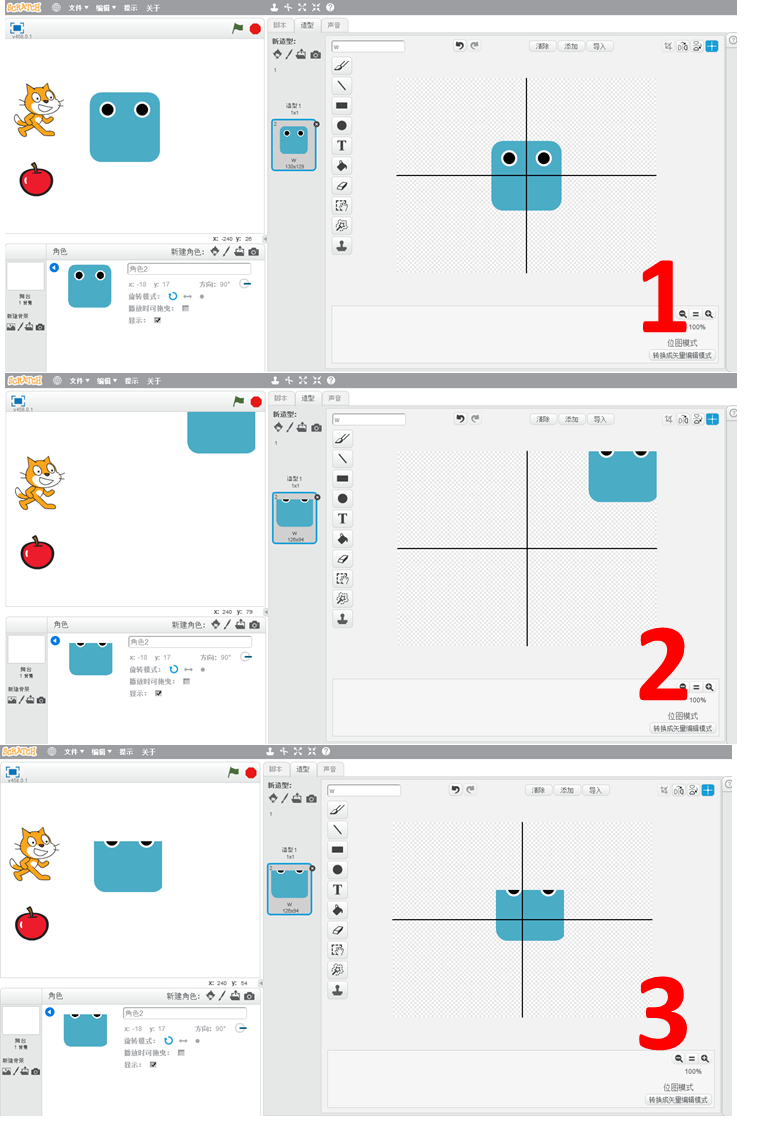 SCRATCH 文件▼ 编辑▼ 提示 关于
v458.0.1
脚本 造型 声音
新造型:
w
清除 添加 导入
1
造型1
1x1
2
w
130x129
T
x: -240 y: 26
角色 新建角色:
角色2
x: -18 y: 17 方向: 90°
旋转模式:
播放时可拖曳:
显示:
舞台
1 背景
新建背景
1
100%
位图模式
转换成矢量编辑模式
SCRATCH 文件▼ 编辑▼ 提示 关于
v458.0.1
脚本 造型 声音
新造型:
w
清除 添加 导入
1
造型1
1x1
2
w
126x94
T
x: 240 y: 79
角色 新建角色:
角色2
x: -18 y: 17 方向: 90°
旋转模式:
播放时可拖曳:
显示:
舞台
1 背景
新建背景
2
100%
位图模式
转换成矢量编辑模式
SCRATCH 文件▼ 编辑▼ 提示 关于
v458.0.1
脚本 造型 声音
新造型:
w
清除 添加 导入
1
造型1
1x1
2
w
126x94
T
x: 240 y: 54
角色 新建角色:
角色2
x: -18 y: 17 方向: 90°
旋转模式:
播放时可拖曳:
显示:
舞台
1 背景
新建背景
3
100%
位图模式
转换成矢量编辑模式